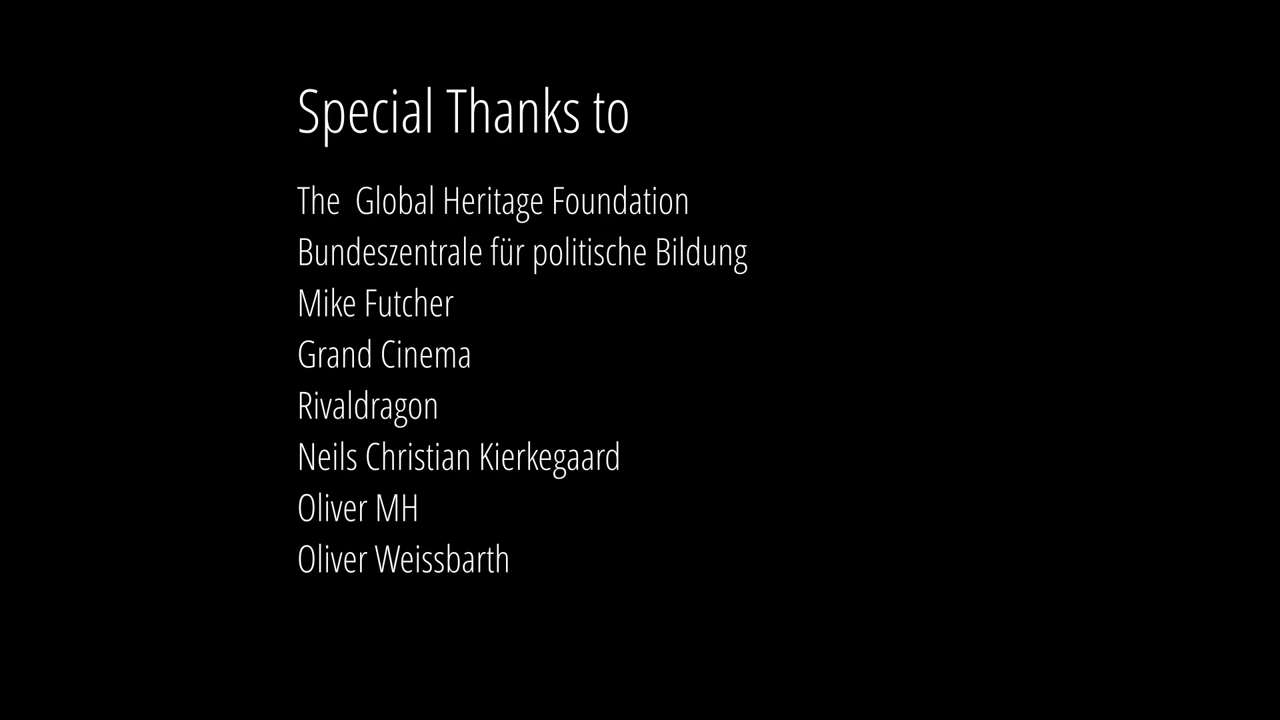 Special Thanks to
The  Global Heritage Foundation
Bundeszentrale für politische Bildung
Mike Futcher
Grand Cinema
Rivaldragon
Neils Christian Kierkegaard
Oliver MH
Oliver Weissbarth